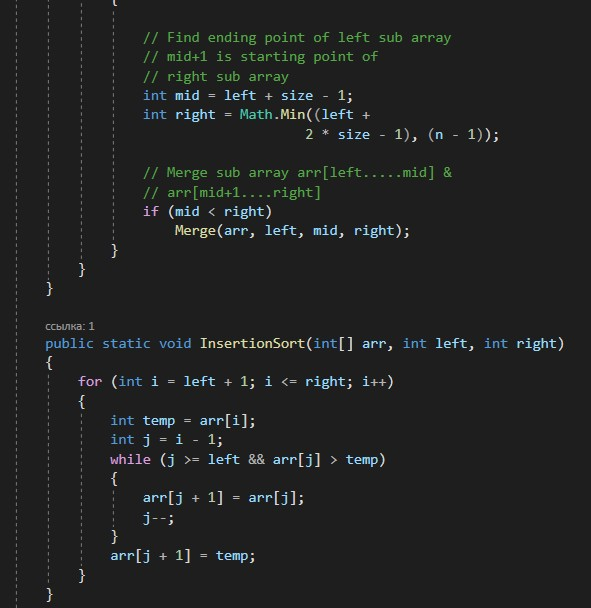 {
// Find ending point of left sub array
// mid+1 is starting point of
// right sub array
int mid = left + size - 1;
int right = Math.Min((left +
2 * size - 1), (n - 1));
// Merge sub array arr[left.....mid] &
// arr[mid+1....right]
if (mid < right)
Merge(arr, left, mid, right);
}
}
}
ссылка: 1
public static void InsertionSort(int[] arr, int left, int right)
{
for (int i = left + 1; i <= right; i++)
{
int temp = arr[i];
int j = i - 1;
while (j >= left && arr[j] > temp)
{
arr[j + 1] = arr[j];
j--;
}
arr[j + 1] = temp;
}
}